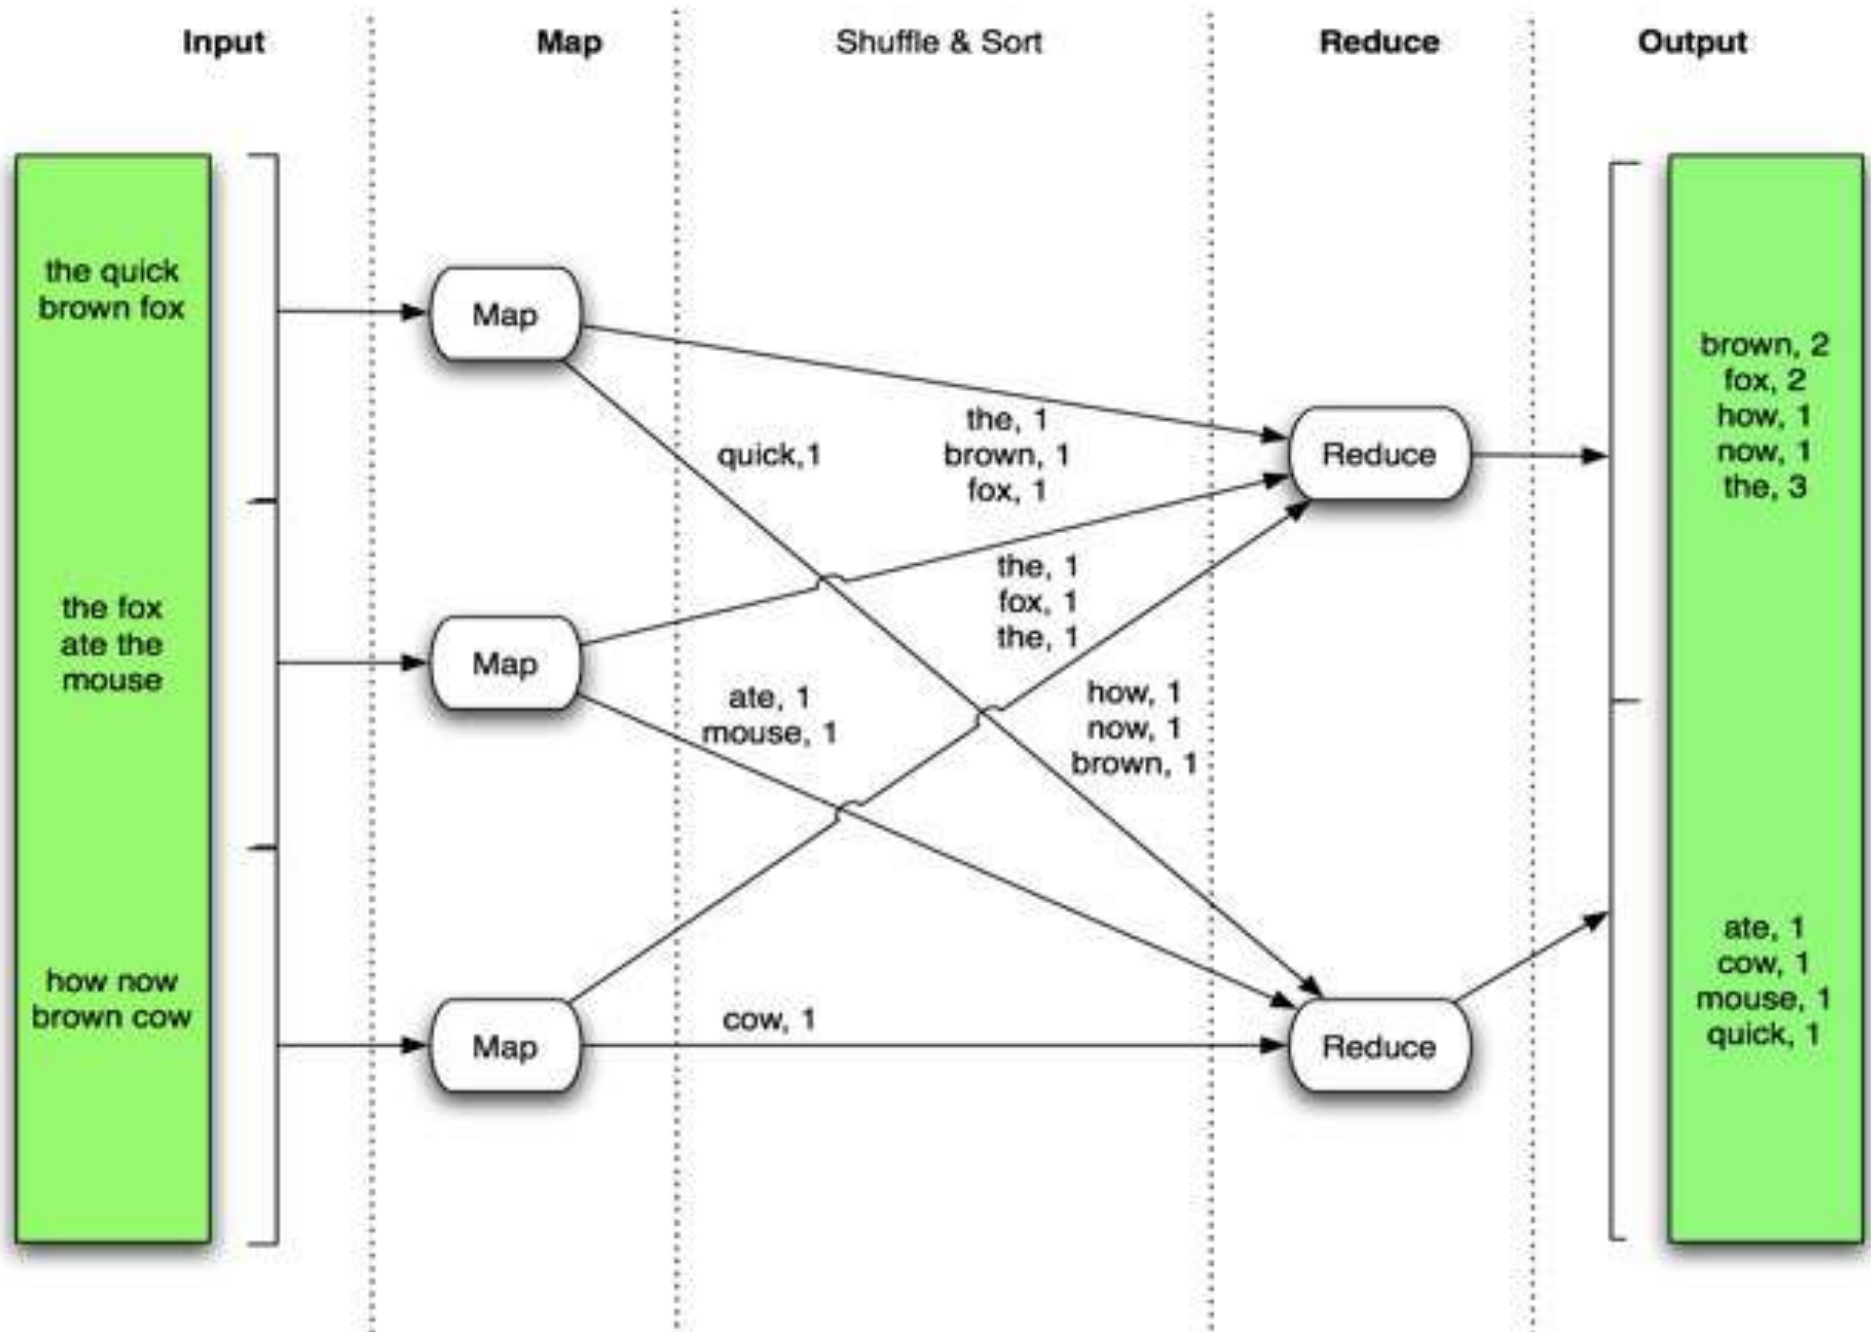 Input
Map
Shuffle & Sort
Reduce
Output
the quick
brown fox
the fox
ate the
mouse
how now
brown cow
Map
Map
Map
quick,1
the, 1
brown, 1
fox, 1
the, 1
fox, 1
the, 1
ate, 1
mouse, 1
how, 1
now, 1
brown, 1
cow, 1
Reduce
Reduce
brown, 2
fox, 2
how, 1
now, 1
the, 3
ate, 1
cow, 1
mouse, 1
quick, 1